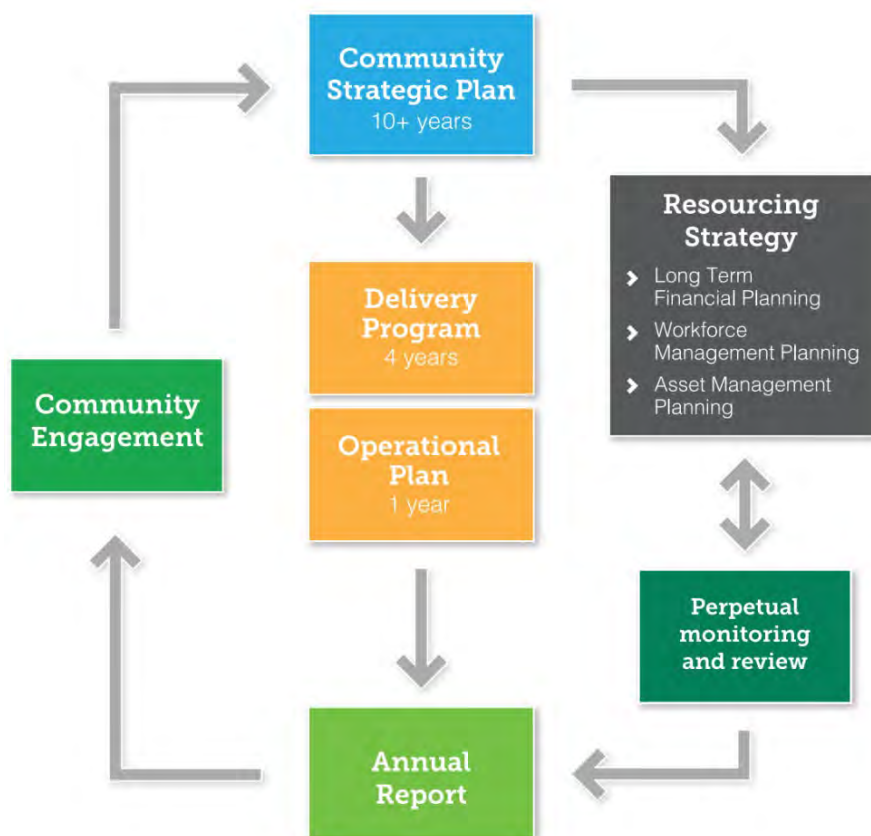 Community
Strategic Plan
10+ years
Resourcing
Strategy
Long Term
Financial Planning
Workforce
Management Planning
Asset Management
Planning
Delivery
Program
4 years
Community
Engagement
Operational
Plan
1 year
Perpetual
monitoring
and review
Annual
Report